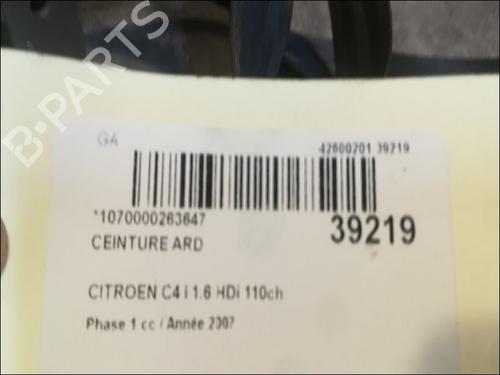 B-PARTS
GA
42600201 39219
*1070000263647
39219
CEINTURE ARD
CITROEN C4 I 1.6 HDi 110ch
Phase 1 cc / Année 2007